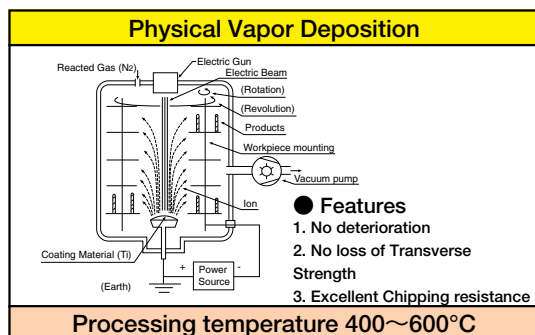 Physical Vapor Deposition
Electric Gun
Reacted Gas (N2)
Electric Beam
(Rotation)
(Revolution)
Products
Workpiece mounting
Vacuum pump
Ion
● Features
1. No deterioration
2. No loss of Transverse
Strength
3. Excellent Chipping resistance
Coating Material (Ti)
+ Power Source -
(Earth)
Processing temperature 400～600°C